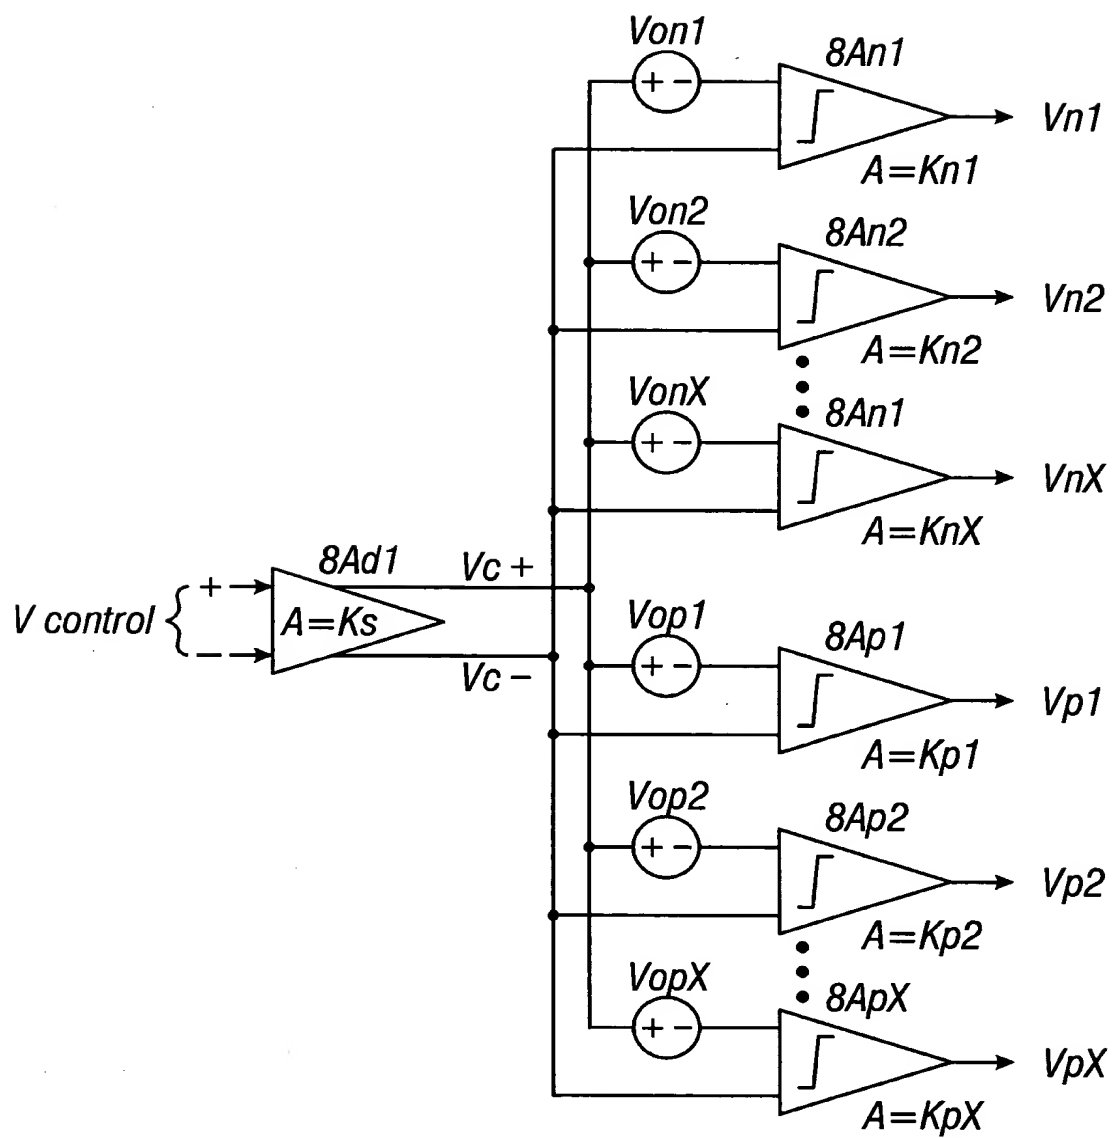 Von1
8An1
+ -
Vn1
A=Kn1
Von2
8An2
+ -
Vn2
A=Kn2
VonX
8An1
+ -
VnX
A=KnX
8Ad1
Vc+
V control
+
A=Ks
-
Vc-
Vop1
8Ap1
+ -
Vp1
A=Kp1
Vop2
8Ap2
+ -
Vp2
A=Kp2
VopX
8ApX
+ -
VpX
A=KpX